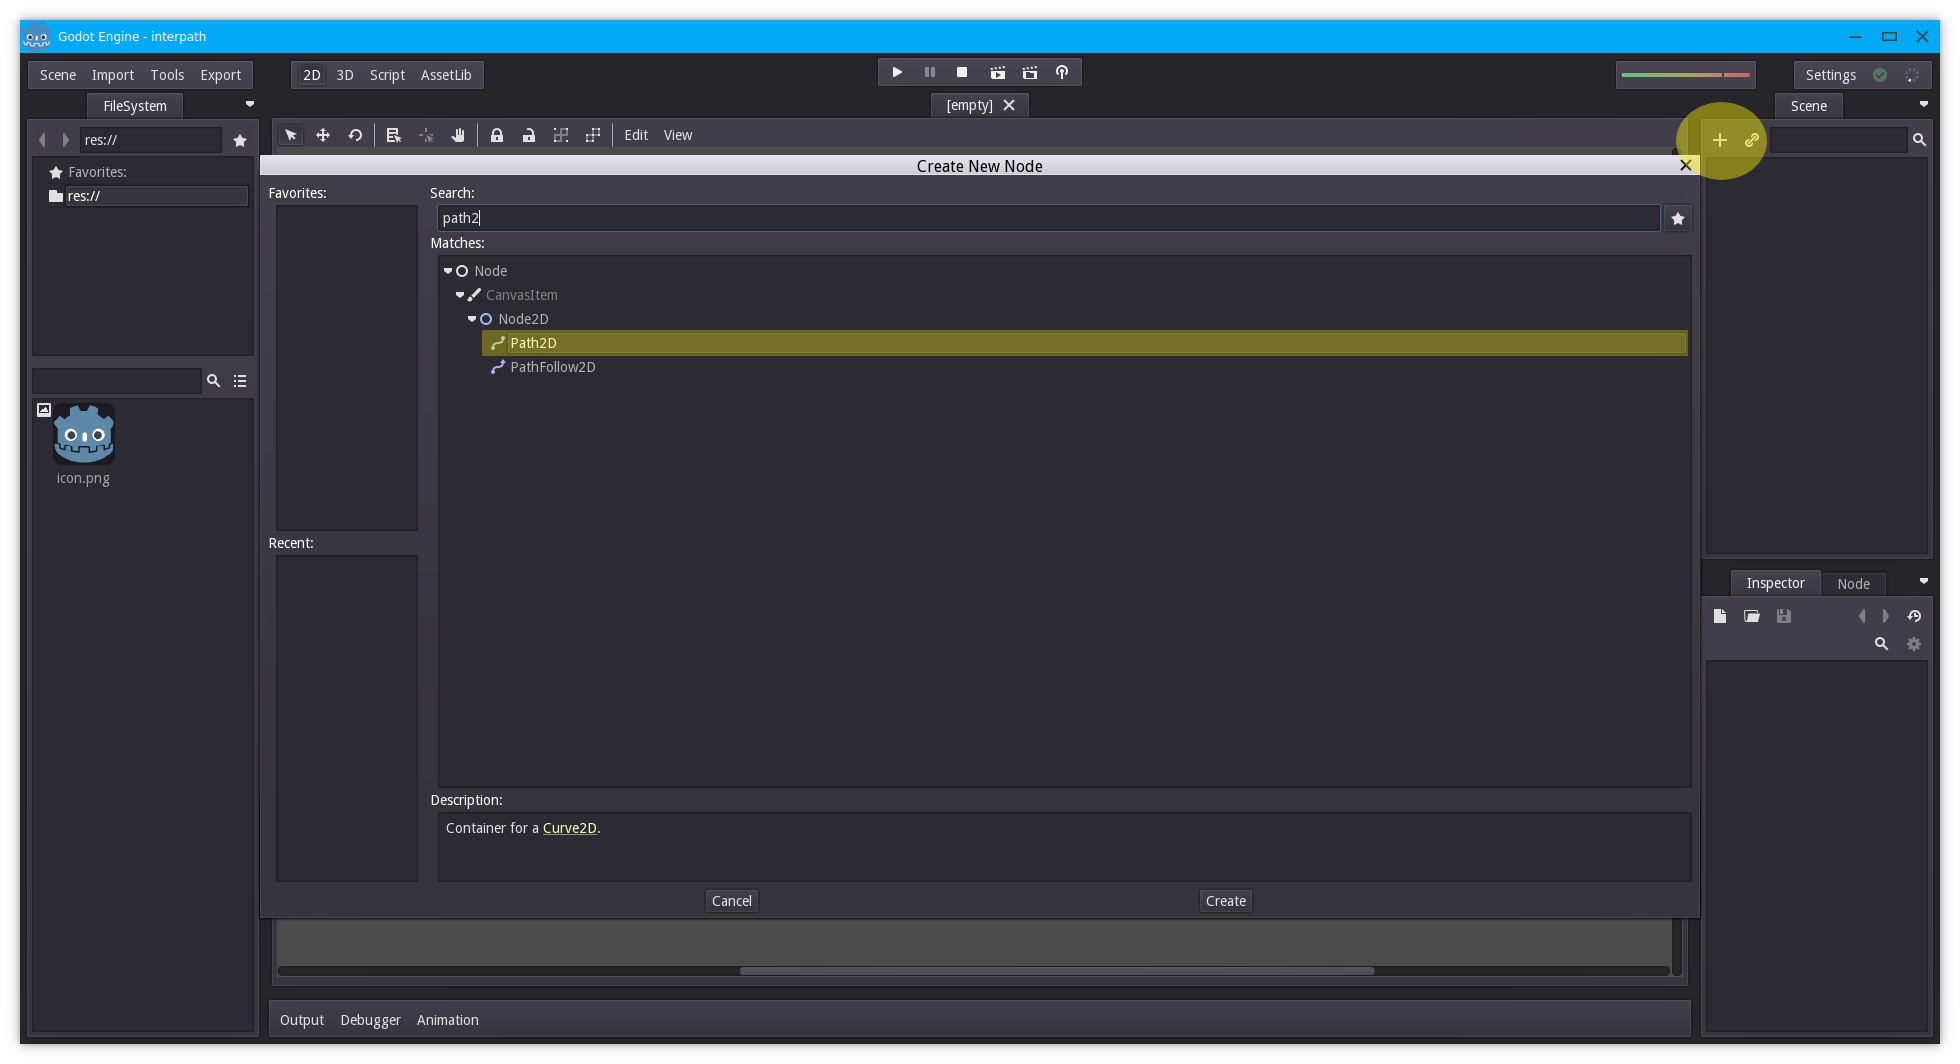 Godot Engine - interpath
Scene Import Tools Export
2D 3D Script AssetLib
Settings
FileSystem
[empty]
Scene
res://
Edit View
Favorites:
res://
icon.png
Create New Node
Favorites:
Search:
path2
Matches:
Node
CanvasItem
Node2D
Path2D
PathFollow2D
Recent:
Description:
Container for a Curve2D.
Cancel Create
Inspector Node
Output Debugger Animation